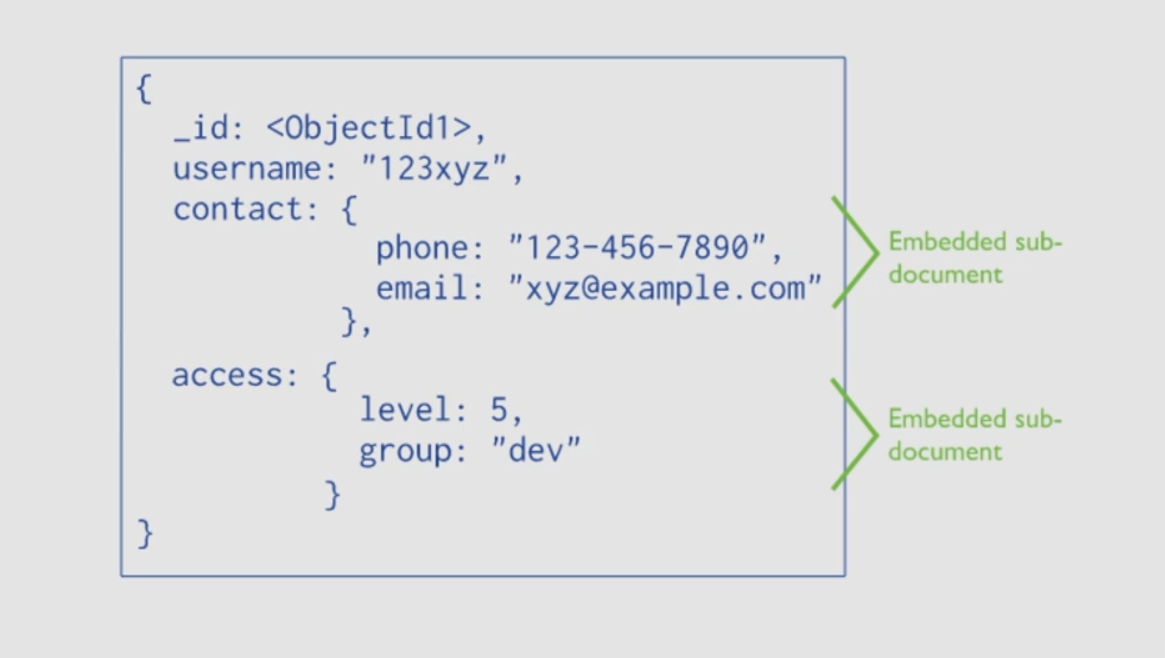 {
_id: <ObjectId1>,
username: "123xyz",
contact: {
phone: "123-456-7890",
email: "xyz@example.com"
},
access: {
level: 5,
group: "dev"
}
}
Embedded sub-
document
Embedded sub-
document